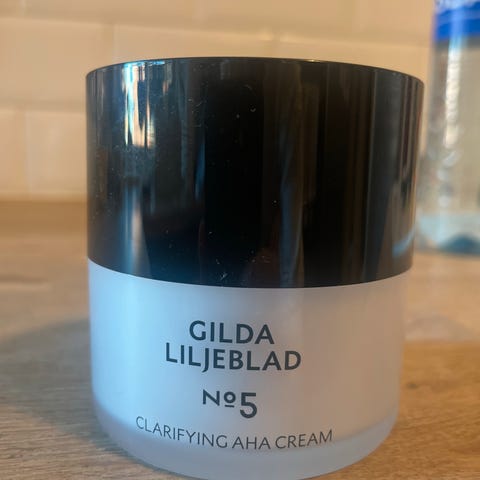 GILDA
LILJEBLAD
Nº5
CLARIFYING AHA CREAM